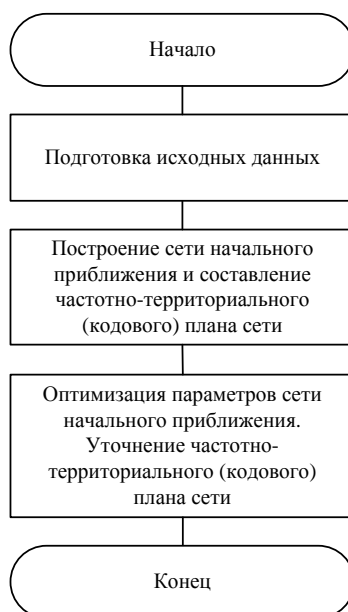 Начало
Подготовка исходных данных
Построение сети начального
приближения и составление
частотно-территориального
(кодового) плана сети
Оптимизация параметров сети
начального приближения.
Уточнение частотно-
территориального (кодового)
плана сети
Конец